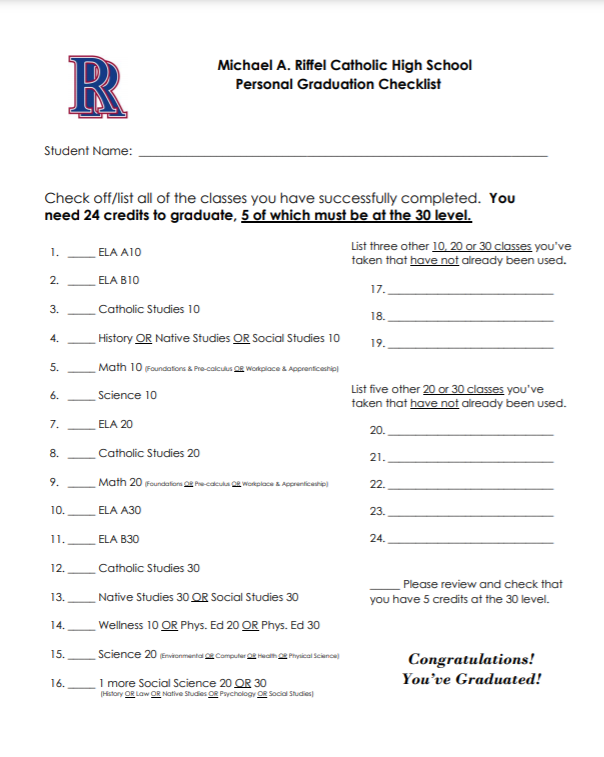 RR
Michael A. Riffel Catholic High School
Personal Graduation Checklist
Student Name: ____________________
Check off/list all of the classes you have successfully completed. You
need 24 credits to graduate, 5 of which must be at the 30 level.
1. _____ ELA A10
2. _____ ELA B10
3. _____ Catholic Studies 10
4. _____ History OR Native Studies OR Social Studies 10
5. _____ Math 10 (Foundations & Pre-calculus OR Workplace & Apprenticeship)
6. _____ Science 10
7. _____ ELA 20
8. _____ Catholic Studies 20
9. _____ Math 20 (Foundations OR Pre-calculus OR Workplace & Apprenticeship)
10. _____ ELA A30
11. _____ ELA B30
12. _____ Catholic Studies 30
13. _____ Native Studies 30 OR Social Studies 30
14. _____ Wellness 10 OR Phys. Ed 20 OR Phys. Ed 30
15. _____ Science 20 (Environmental OR Computer OR Health OR Physical Science)
16. _____ 1 more Social Science 20 OR 30
(History OR Law OR Native Studies OR Psychology OR Social Studies)
List three other 10, 20 or 30 classes you've
taken that have not already been used.
17. ____________________
18. ____________________
19. ____________________
List five other 20 or 30 classes you've
taken that have not already been used.
20. ____________________
21. ____________________
22. ____________________
23. ____________________
24. ____________________
_____ Please review and check that
you have 5 credits at the 30 level.
Congratulations!
You've Graduated!